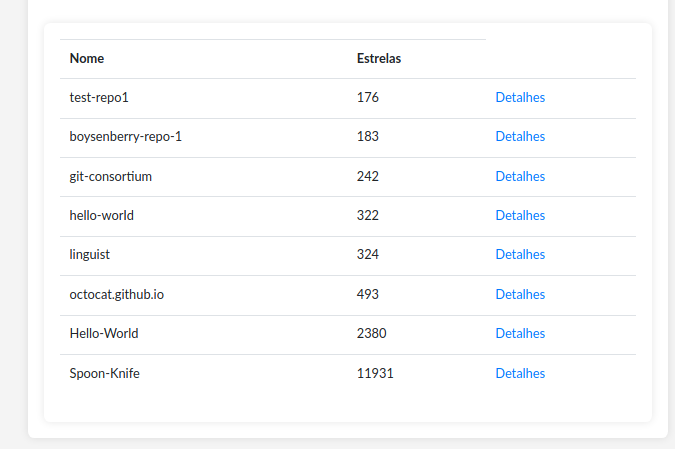 Nome Estrelas
test-repo1 176 Detalhes
boysenberry-repo-1 183 Detalhes
git-consortium 242 Detalhes
hello-world 322 Detalhes
linguist 324 Detalhes
octocat.github.io 493 Detalhes
Hello-World 2380 Detalhes
Spoon-Knife 11931 Detalhes